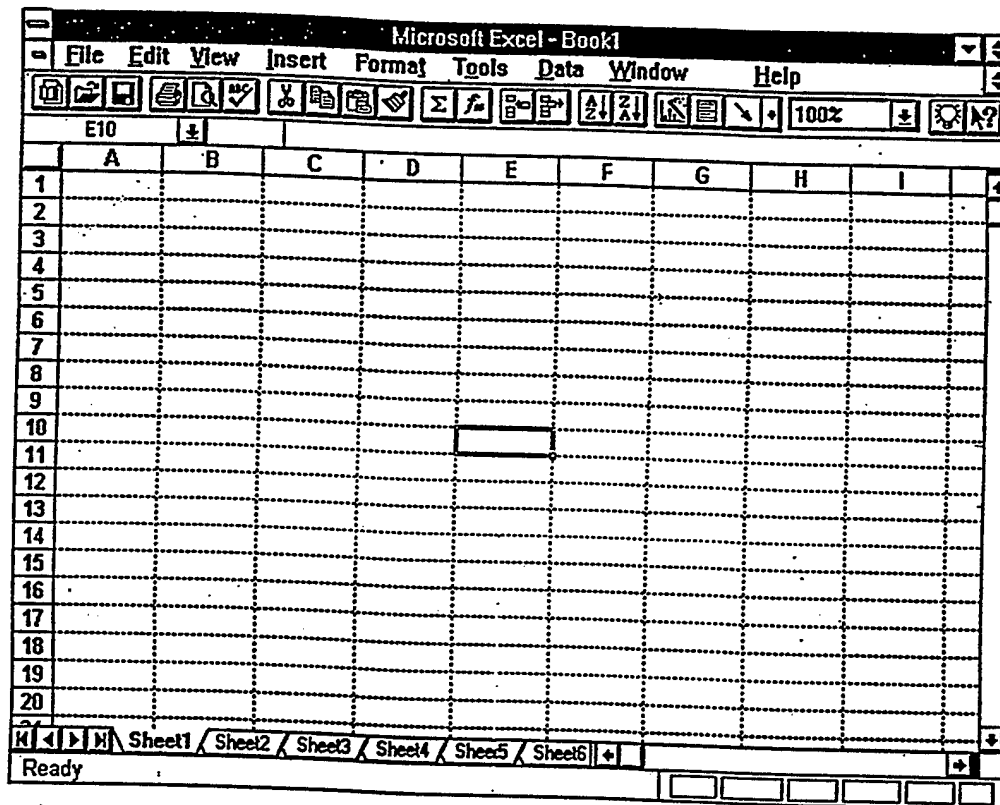 Microsoft Excel - Book1
File Edit View Insert Format Tools Data Window Help
ABC Σ fx A Z Z A 100% ?
E10
A B C D E F G H I
1
2
3
4
5
6
7
8
9
10
11
12
13
14
15
16
17
18
19
20
Sheet1 Sheet2 Sheet3 Sheet4 Sheet5 Sheet6
Ready